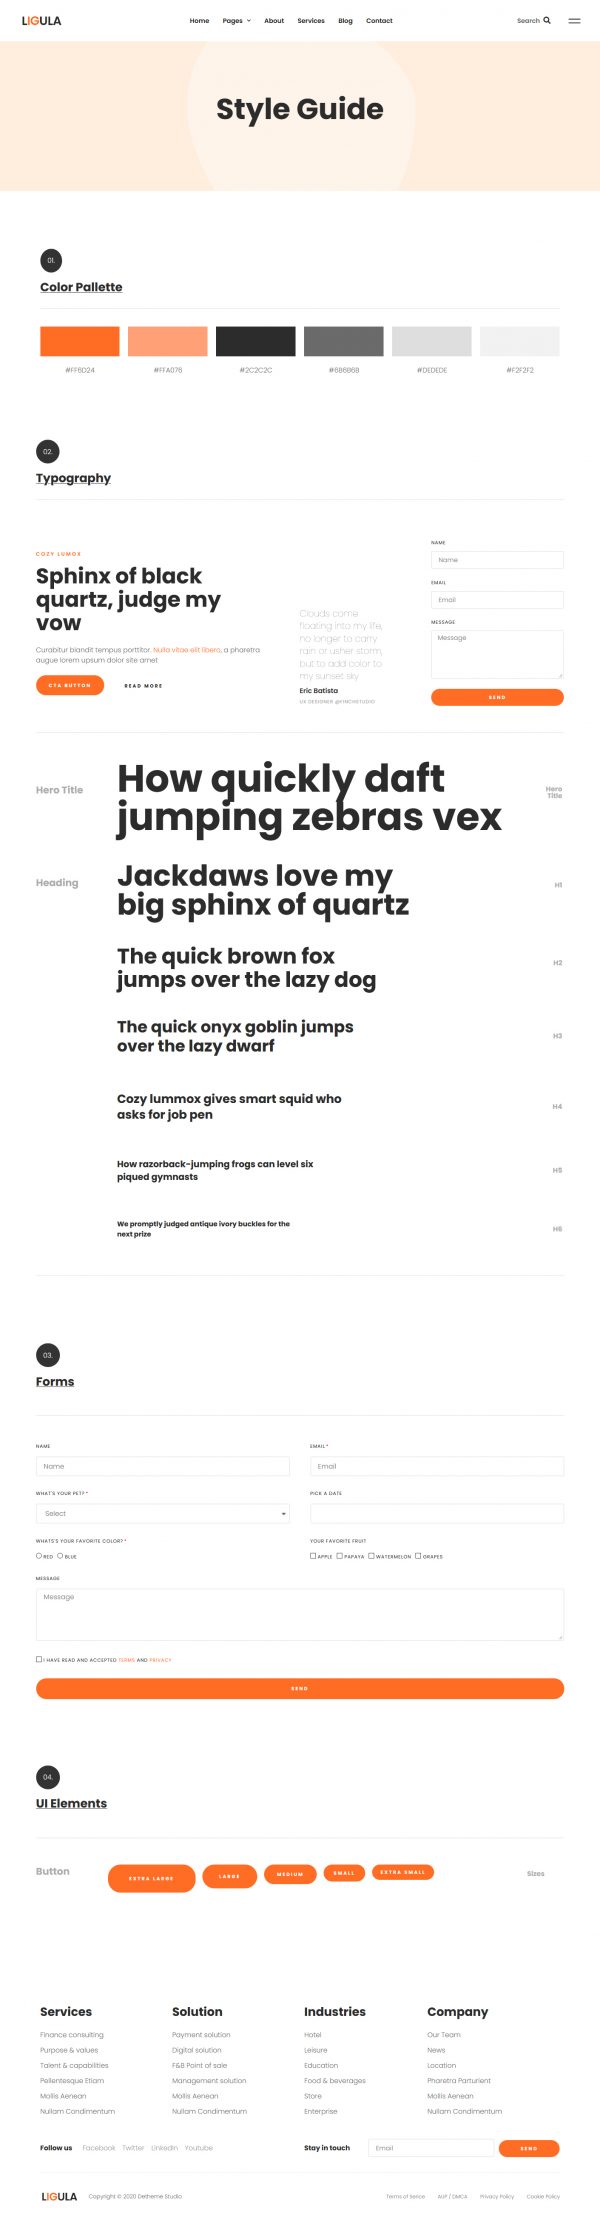 LIGULA
Home Pages About Services Blog Contact
Search
Style Guide
01.
Color Pallette
#FF6D24 #FFA076 #2C2C2C #6B6B6B #DEDEDE #F2F2F2
02.
Typography
COZY LUMOX
Sphinx of black
quartz, judge my
vow
Curabitur blandit tempus porttitor. Nulla vitae elit libero, a pharetra
augue lorem upsum dolor site amet
CTA BUTTON READ MORE
Clouds come
floating into my life,
no longer to carry
rain or usher storm,
but to add color to
my sunset sky
Eric Batista
UX DESIGNER @FINCHSTUDIO
NAME
Name
EMAIL
Email
MESSAGE
Message
SEND
Hero Title
How quickly daft
jumping zebras vex
Hero
Title
Heading
Jackdaws love my
big sphinx of quartz
H1
The quick brown fox
jumps over the lazy dog
H2
The quick onyx goblin jumps
over the lazy dwarf
H3
Cozy lummox gives smart squid who
asks for job pen
H4
How razorback-jumping frogs can level six
piqued gymnasts
H5
We promptly judged antique ivory buckles for the
next prize
H6
03.
Forms
NAME EMAIL *
Name Email
WHAT'S YOUR PET? * PICK A DATE
Select
WHATS'S YOUR FAVORITE COLOR? * YOUR FAVORITE FRUIT
RED BLUE APPLE PAPAYA WATERMELON GRAPES
MESSAGE
Message
I HAVE READ AND ACCEPTED TERMS AND PRIVACY
SEND
04.
UI Elements
Button EXTRA LARGE LARGE MEDIUM SMALL EXTRA SMALL Sizes
Services Solution Industries Company
Finance consulting Payment solution Hotel Our Team
Purpose & values Digital solution Leisure News
Talent & capabilities F&B Point of sale Education Location
Pellentesque Etiam Management solution Food & beverages Pharetra Parturient
Mollis Aenean Mollis Aenean Store Mollis Aenean
Nullam Condimentum Nullam Condimentum Enterprise Nullam Condimentum
Follow us Facebook Twitter LinkedIn Youtube Stay in touch Email SEND
LIGULA Copyright © 2020 Detheme Studio Terms of Serice AUP / DMCA Privacy Policy Cookie Policy